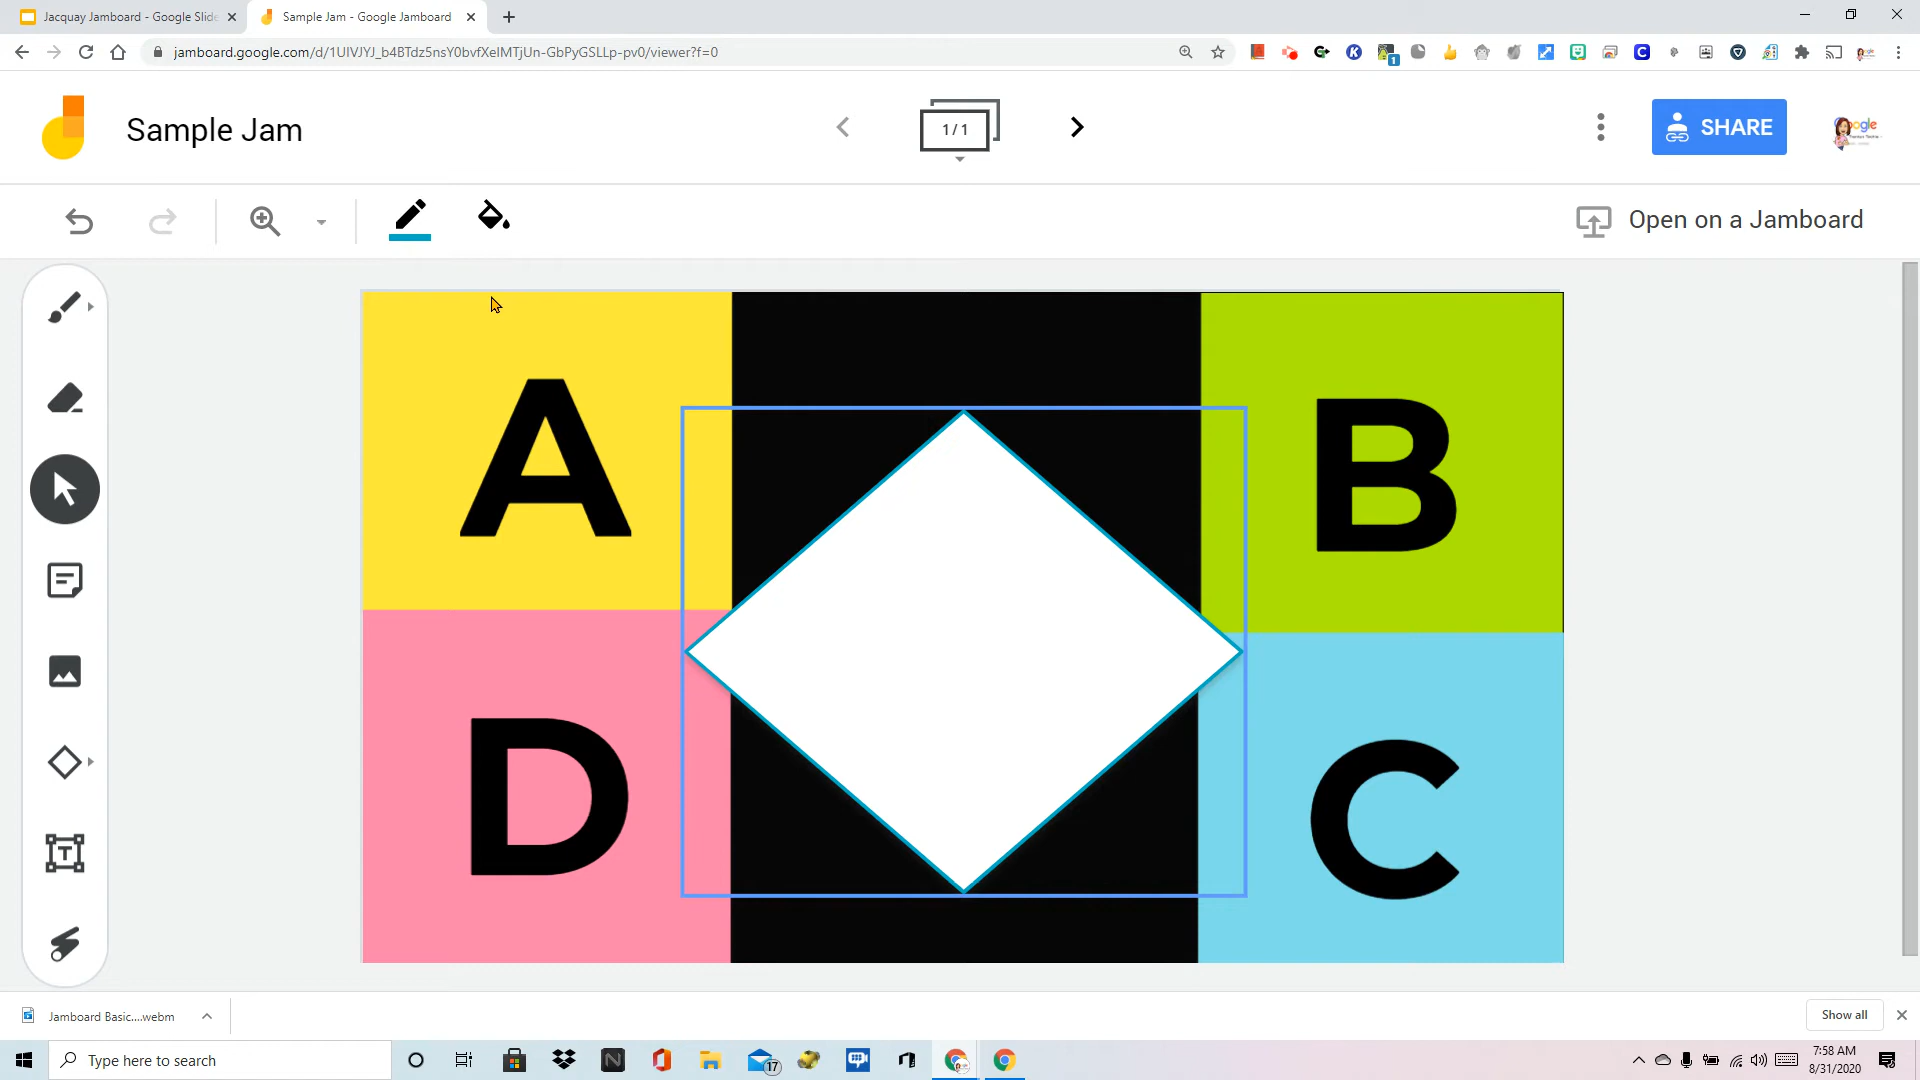 Jacquay Jamboard - Google Slide
Sample Jam - Google Jamboard
jamboard.google.com/d/1UIVJYJ_b4BTdz5nsY0bvfXeIMTjUn-GbPyGSLLp-pv0/viewer?f=0
Sample Jam
1 / 1
SHARE
Open on a Jamboard
A
B
D
C
Jamboard Basic....webm
Show all
Type here to search
17
7:58 AM
8/31/2020